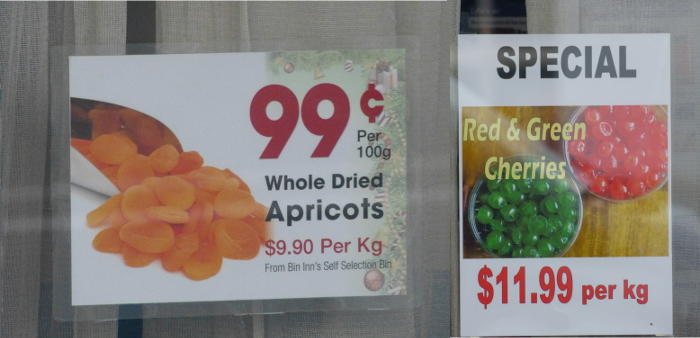 99¢
Per
100g
Whole Dried
Apricots
$9.90 Per Kg
From Bin Inn's Self Selection Bin
SPECIAL
Red & Green
Cherries
$11.99 per kg